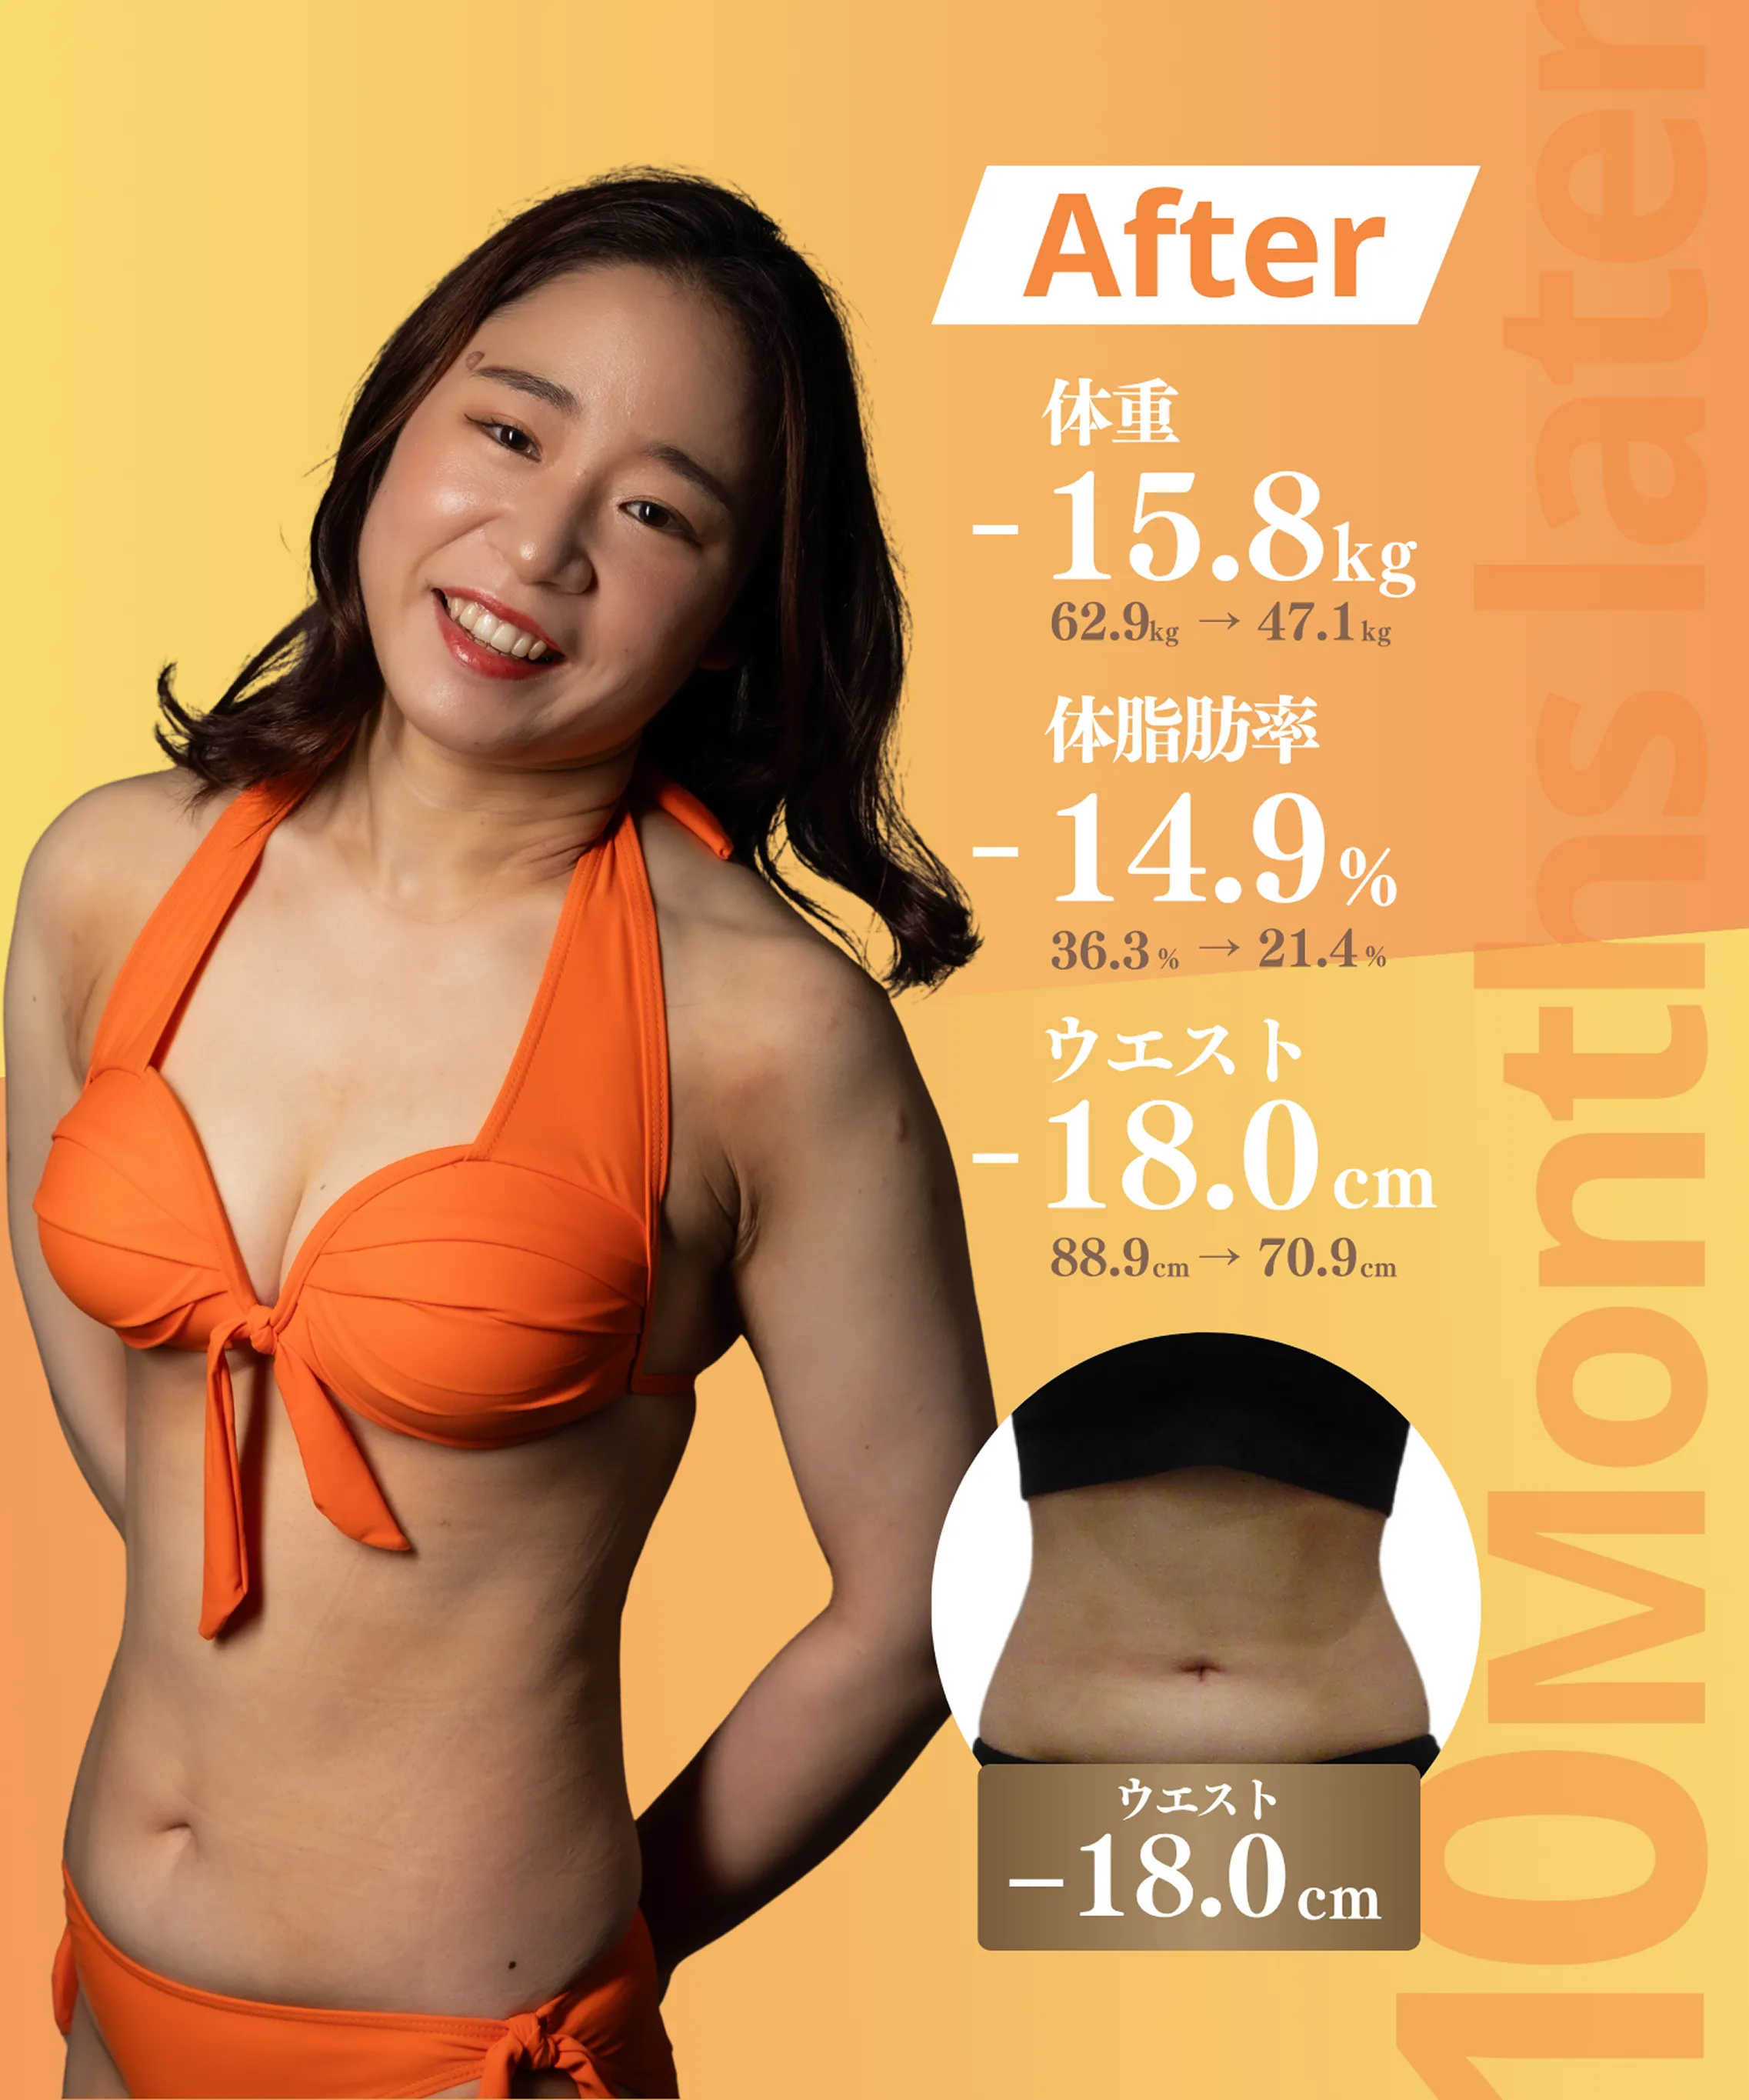 After
体重
-15.8kg
62.9kg → 47.1kg
体脂肪率
-14.9%
36.3% → 21.4%
ウエスト
-18.0cm
88.9cm → 70.9cm
ウエスト
-18.0cm
10Months later